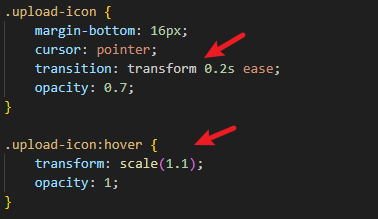 .upload-icon {
    margin-bottom: 16px;
    cursor: pointer;
    transition: transform 0.2s ease;
    opacity: 0.7;
}
.upload-icon:hover {
    transform: scale(1.1);
    opacity: 1;
}